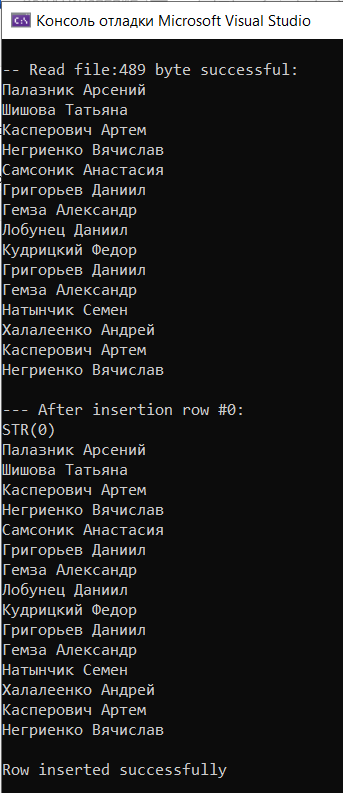 Консоль отладки Microsoft Visual Studio
-- Read file:489 byte successful:
Палазник Арсений
Шишова Татьяна
Касперович Артем
Негриенко Вячислав
Самсоник Анастасия
Григорьев Даниил
Гемза Александр
Лобунец Даниил
Кудрицкий Федор
Григорьев Даниил
Гемза Александр
Натынчик Семен
Халалеенко Андрей
Касперович Артем
Негриенко Вячислав
--- After insertion row #0:
STR(0)
Палазник Арсений
Шишова Татьяна
Касперович Артем
Негриенко Вячислав
Самсоник Анастасия
Григорьев Даниил
Гемза Александр
Лобунец Даниил
Кудрицкий Федор
Григорьев Даниил
Гемза Александр
Натынчик Семен
Халалеенко Андрей
Касперович Артем
Негриенко Вячислав
Row inserted successfully